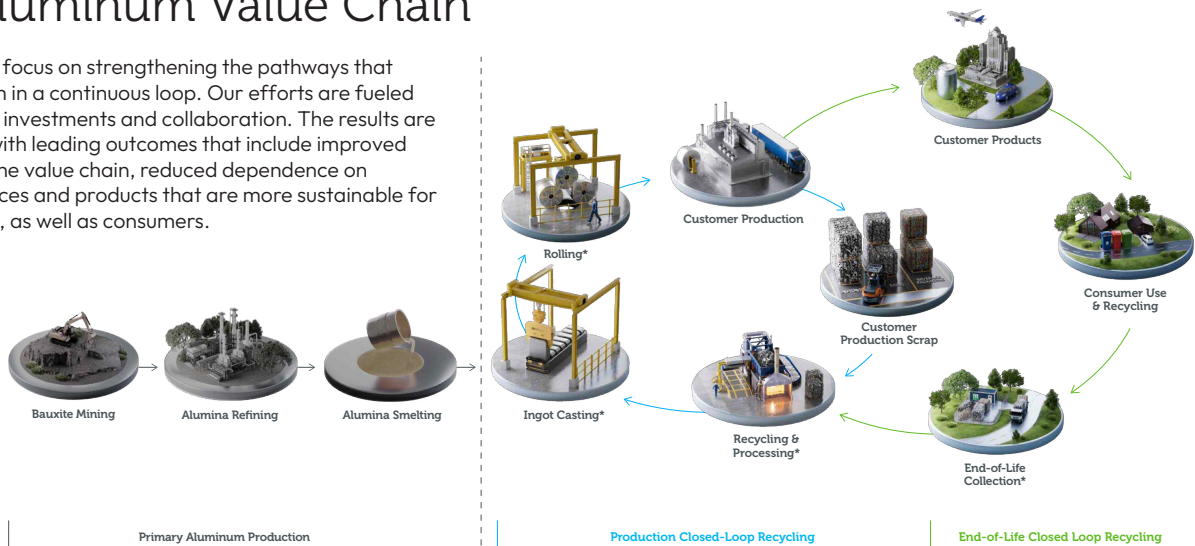 Aluminum Value Chain
focus on strengthening the pathways that
in a continuous loop. Our efforts are fueled
investments and collaboration. The results are
with leading outcomes that include improved
value chain, reduced dependence on
and products that are more sustainable for
, as well as consumers.
Customer Products
Customer Production
Rolling*
Consumer Use
& Recycling
Customer
Production Scrap
Bauxite Mining
Alumina Refining
Alumina Smelting
Ingot Casting*
Recycling &
Processing*
End-of-Life
Collection*
Primary Aluminum Production
Production Closed-Loop Recycling
End-of-Life Closed Loop Recycling